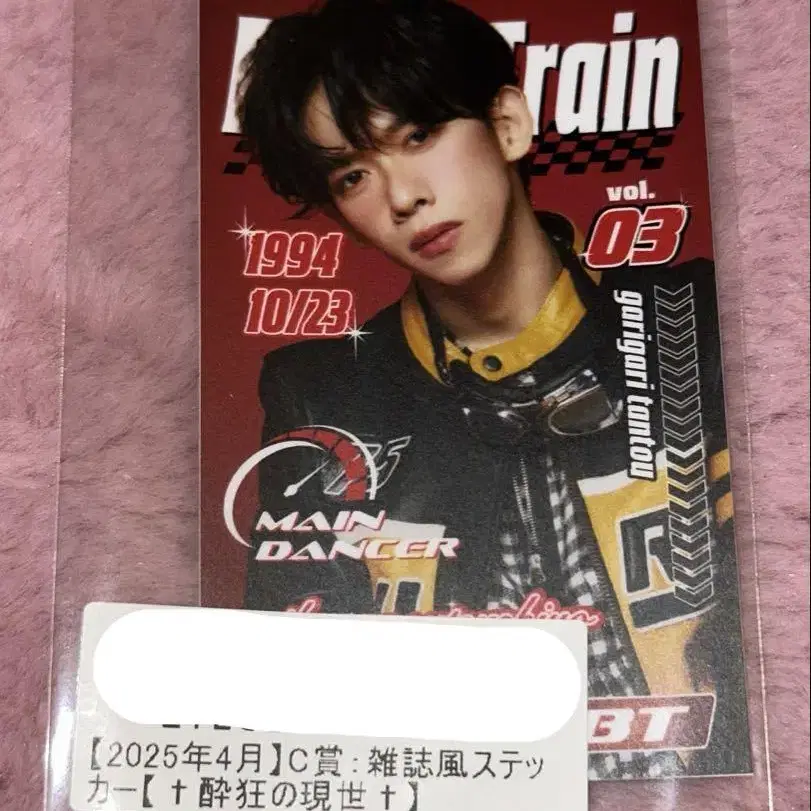 Train
vol.
03
1994
10/23
garigari tantou
MAIN
DANCER
BT
【2025年4月】C賞:雑誌風ステッ
カー【†酔狂の現世†】